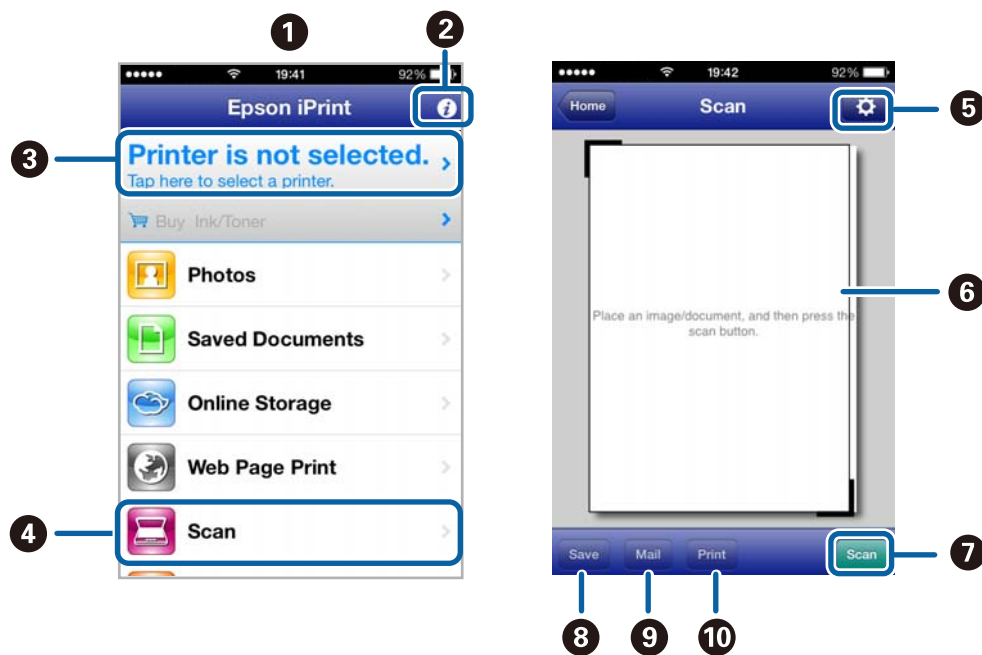 1
2
19:41
92%
Epson iPrint
i
3
Printer is not selected.
Tap here to select a printer.
Buy Ink/Toner
Photos
Saved Documents
Online Storage
Web Page Print
4
Scan
19:42
92%
Home
Scan
5
6
Place an image/document, and then press the
scan button.
Save
Mail
Print
Scan
7
8
9
10